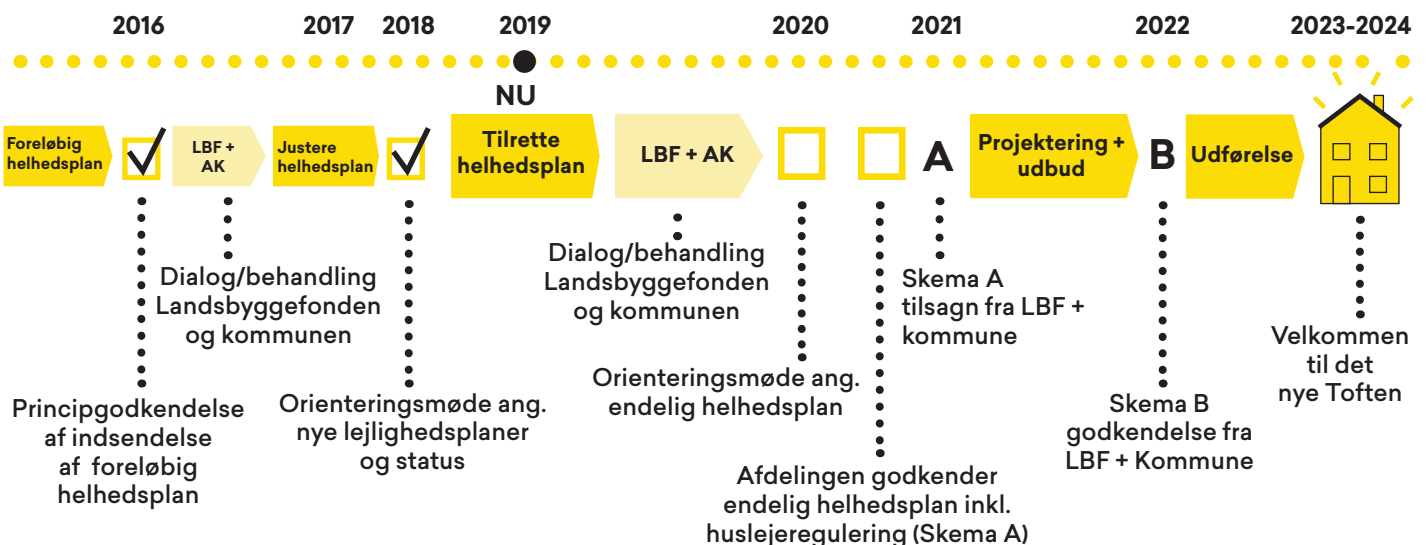 2016
2017
2018
2019
2020
2021
2022
2023-2024
NU
Foreløbig
helhedsplan
LBF +
AK
Justere
helhedsplan
Tilrette
helhedsplan
LBF + AK
A
Projektering +
udbud
B
Udførelse
Principgodkendelse
af indsendelse
af foreløbig
helhedsplan
Dialog/behandling
Landsbyggefonden
og kommunen
Orienteringsmøde ang.
nye lejlighedsplaner
og status
Dialog/behandling
Landsbyggefonden
og kommunen
Orienteringsmøde ang.
endelig helhedsplan
Afdelingen godkender
endelig helhedsplan inkl.
huslejeregulering (Skema A)
Skema A
tilsagn fra LBF +
kommune
Skema B
godkendelse fra
LBF + Kommune
Velkommen
til det
nye Toften